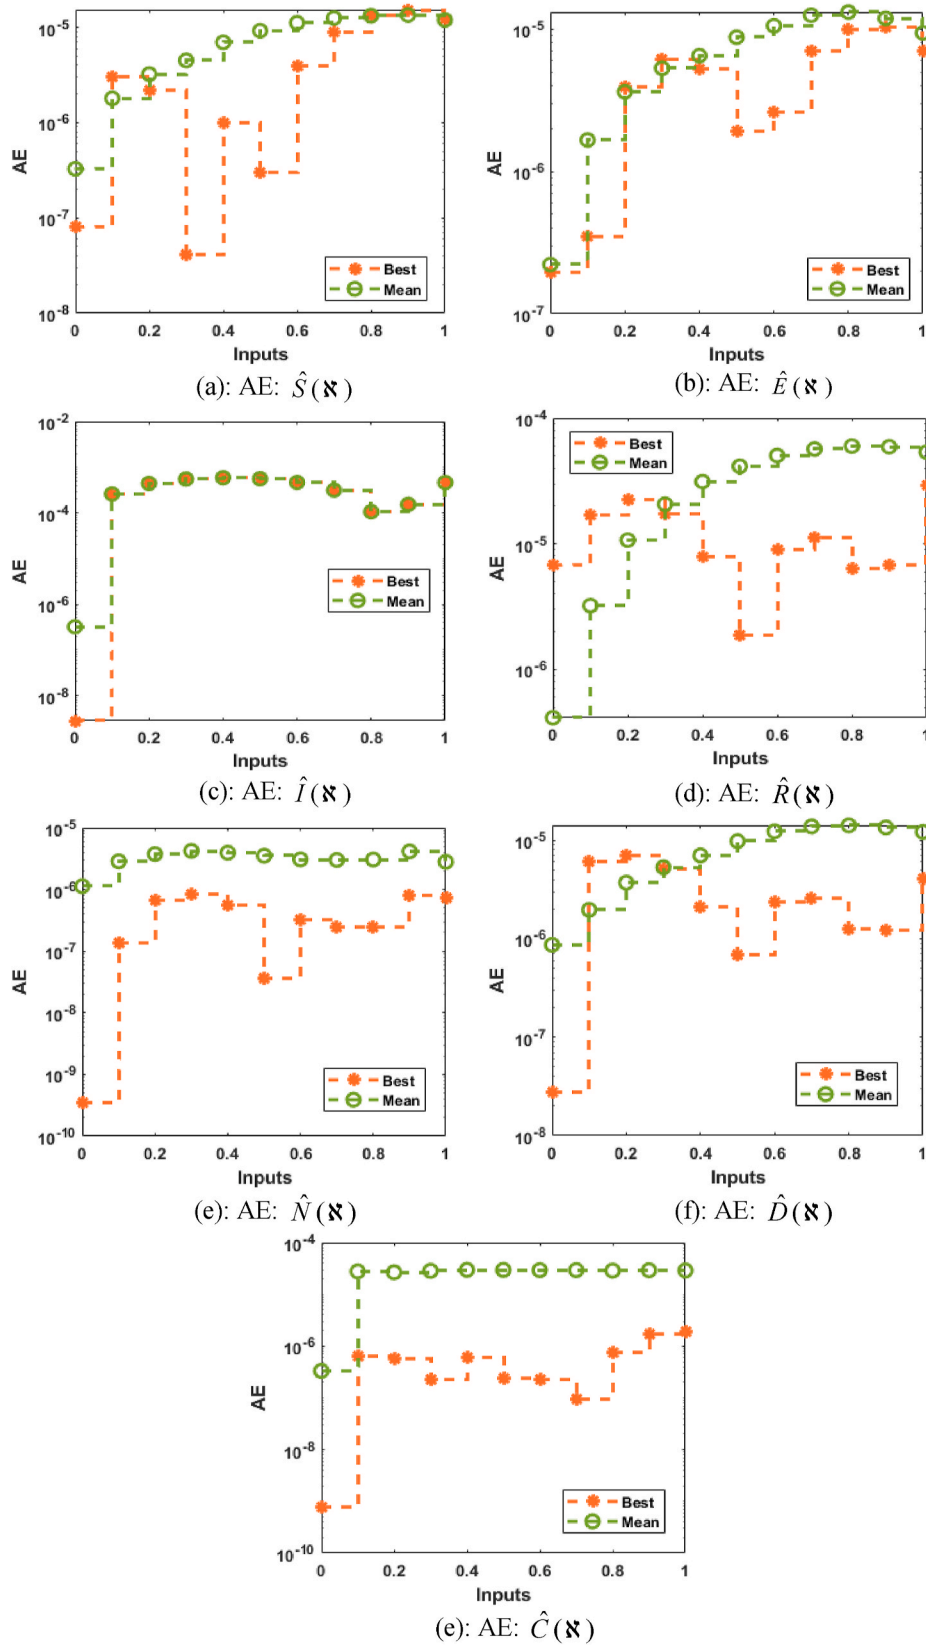 10^-5
10^-6
10^-7
10^-8
AE
Best
Mean
0 0.2 0.4 0.6 0.8 1
Inputs
(a): AE: Ŝ(ℵ)
10^-5
10^-6
10^-7
AE
Best
Mean
0 0.2 0.4 0.6 0.8 1
Inputs
(b): AE: Ê(ℵ)
10^-2
10^-4
10^-6
10^-8
AE
Best
Mean
0 0.2 0.4 0.6 0.8 1
Inputs
(c): AE: Î(ℵ)
10^-4
10^-5
10^-6
AE
Best
Mean
0 0.2 0.4 0.6 0.8 1
Inputs
(d): AE: R̂(ℵ)
10^-5
10^-6
10^-7
10^-8
10^-9
10^-10
AE
Best
Mean
0 0.2 0.4 0.6 0.8 1
Inputs
(e): AE: N̂(ℵ)
10^-5
10^-6
10^-7
10^-8
AE
Best
Mean
0 0.2 0.4 0.6 0.8 1
Inputs
(f): AE: D̂(ℵ)
10^-4
10^-6
10^-8
10^-10
AE
Best
Mean
0 0.2 0.4 0.6 0.8 1
Inputs
(e): AE: Ĉ(ℵ)